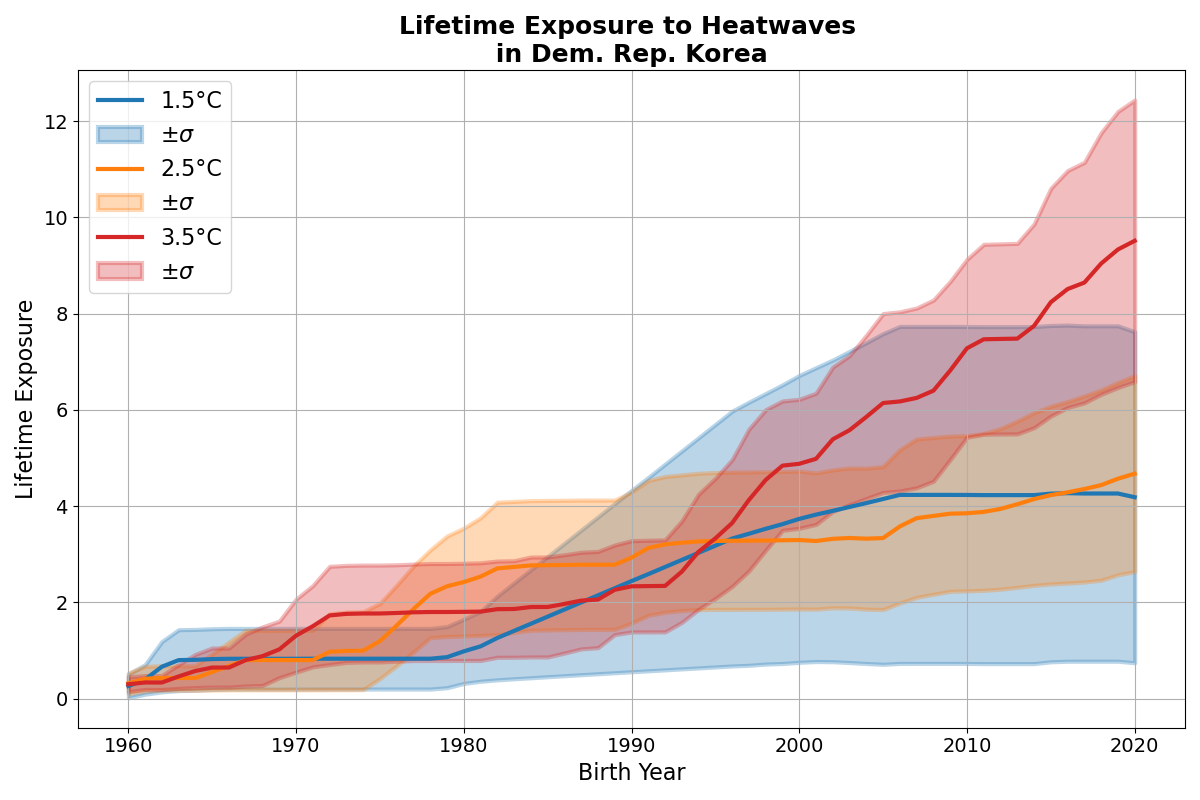 Lifetime Exposure to Heatwaves
in Dem. Rep. Korea
1.5°C
±σ
2.5°C
±σ
3.5°C
±σ
Lifetime Exposure
12
10
8
6
4
2
0
1960 1970 1980 1990 2000 2010 2020
Birth Year